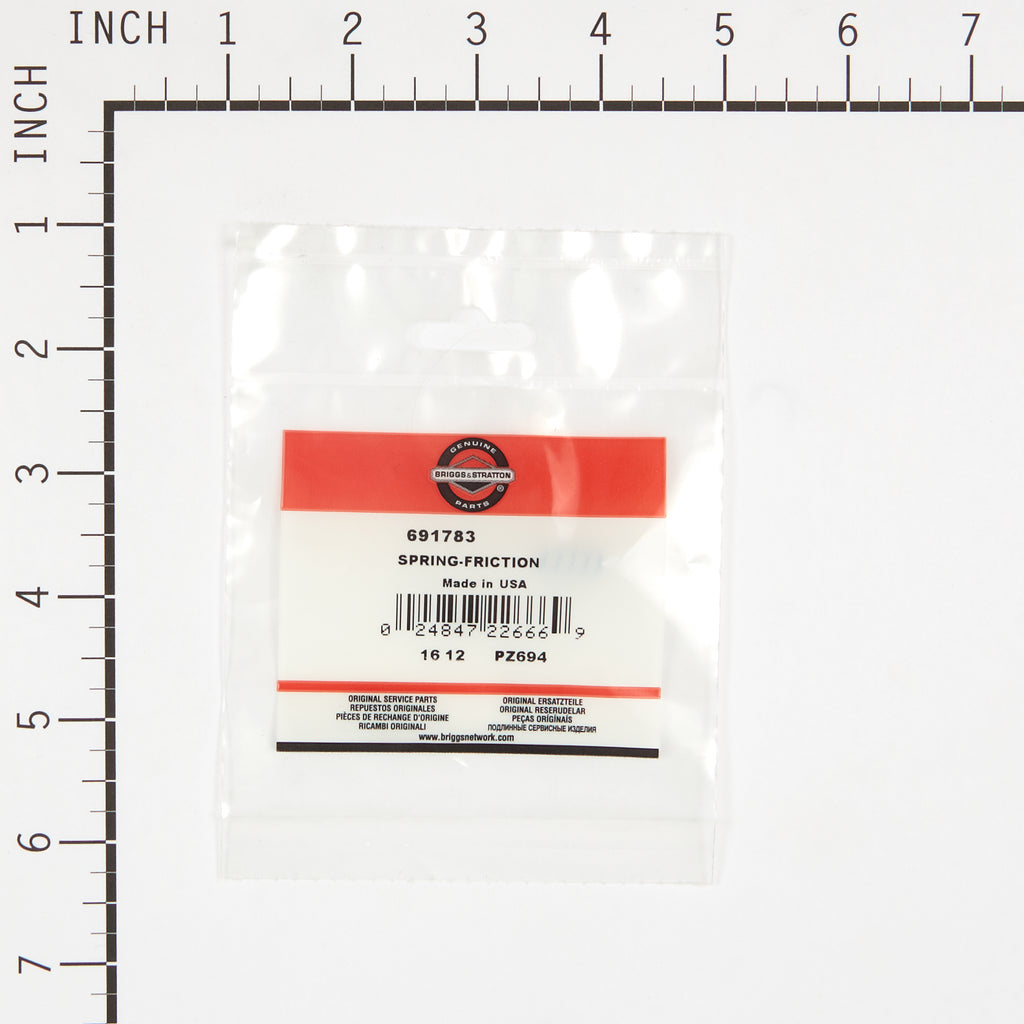 INCH 1 2 3 4 5 6 7
INCH
1
2
3
4
5
6
7
GENUINE
BRIGGS & STRATTON
®
PARTS
691783
SPRING-FRICTION
Made in USA
0 24847 22666 9
16 12 PZ694
ORIGINAL SERVICE PARTS
REPUESTOS ORIGINALES
PIÈCES DE RECHANGE D'ORIGINE
RICAMBI ORIGINALI
ORIGINAL ERSATZTEILE
ORIGINAL RESERUDELAR
PEÇAS ORIGINAIS
ПОДЛИННЫЕ СЕРВИСНЫЕ ИЗДЕЛИЯ
www.briggsnetwork.com